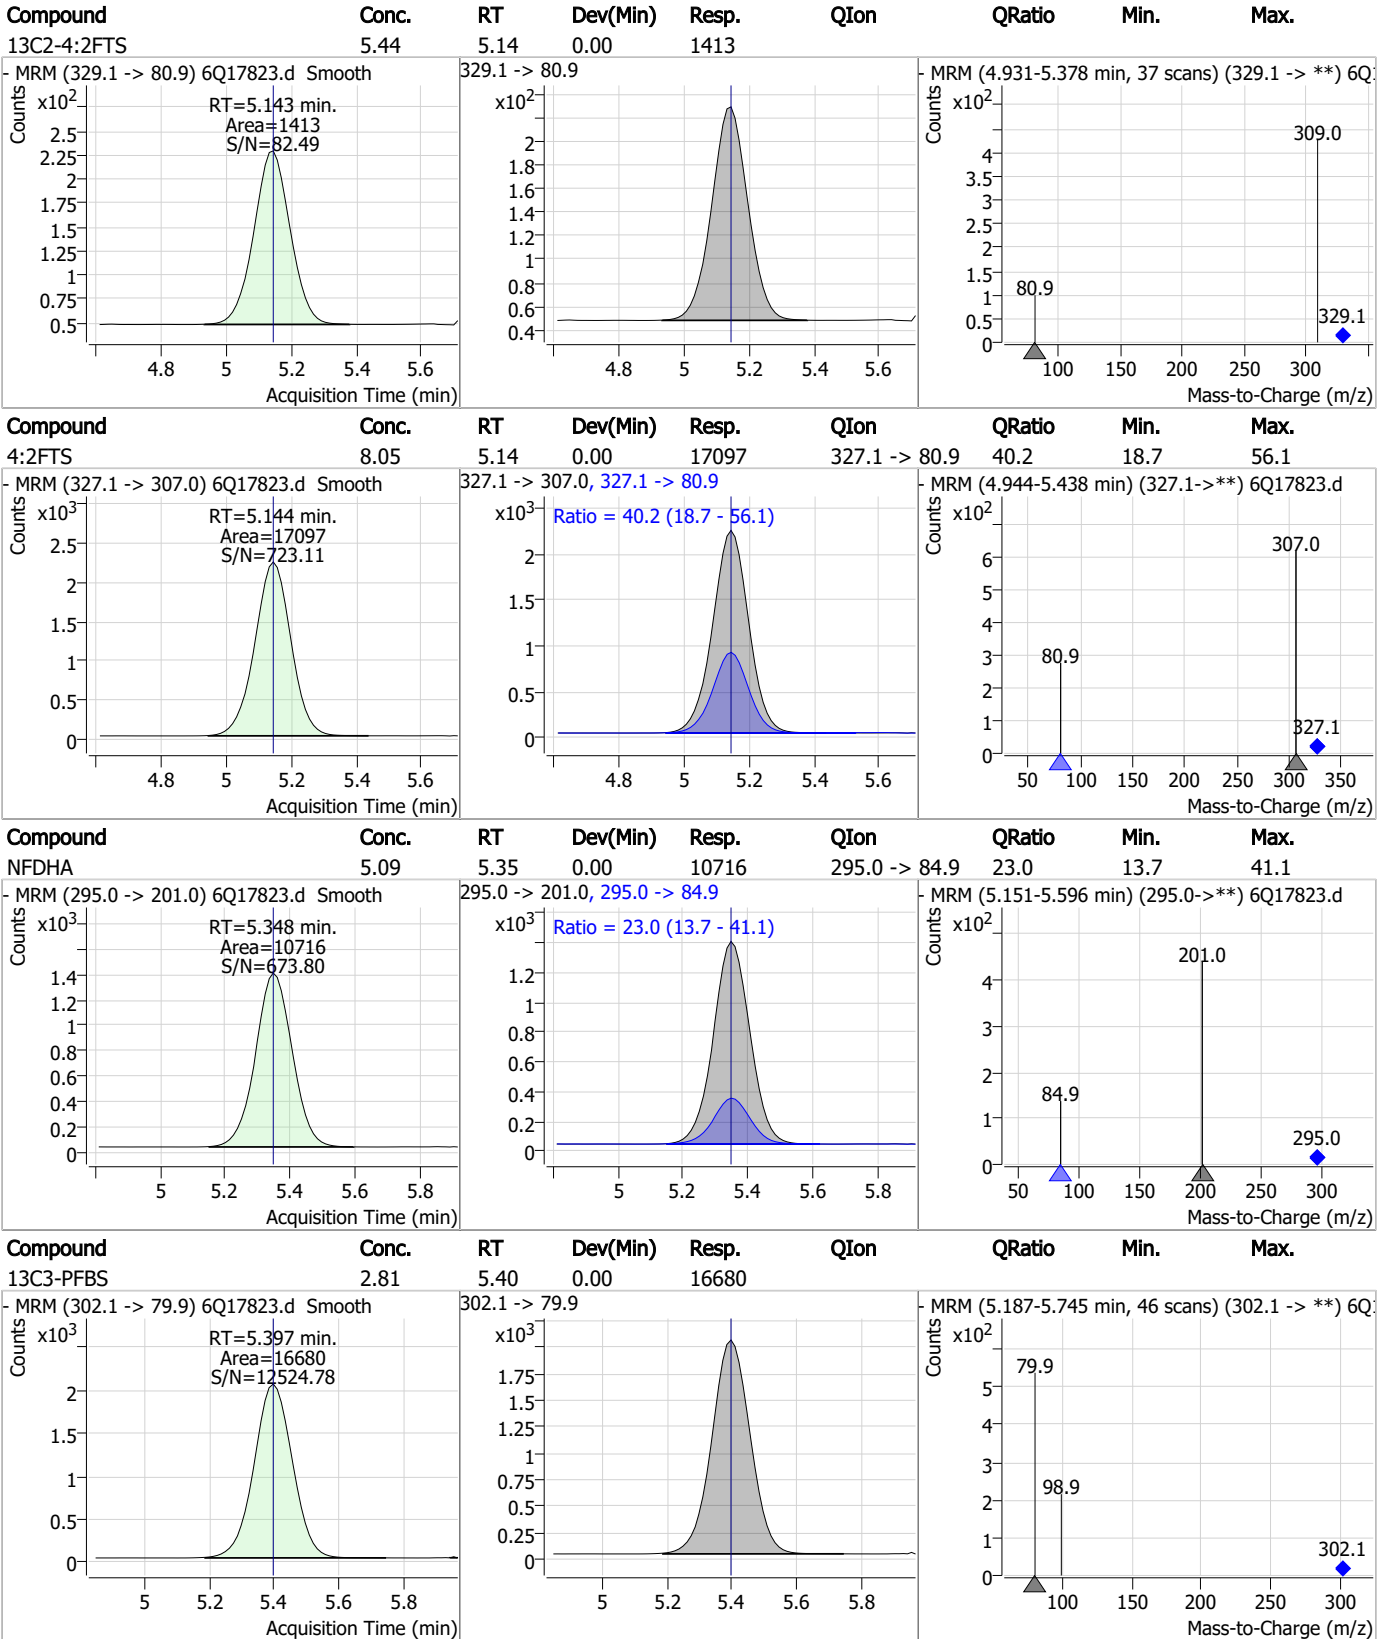 Compound Conc. RT Dev(Min) Resp. QIon QRatio Min. Max.
13C2-4:2FTS 5.44 5.14 0.00 1413
- MRM (329.1 -> 80.9) 6Q17823.d Smooth
Counts
x10²
RT=5.143 min.
Area=1413
S/N=82.49
2.5
2.25
2
1.75
1.5
1.25
1
0.75
0.5
4.8 5 5.2 5.4 5.6
Acquisition Time (min)
329.1 -> 80.9
x10²
2
1.8
1.6
1.4
1.2
1
0.8
0.6
0.4
4.8 5 5.2 5.4 5.6
- MRM (4.931-5.378 min, 37 scans) (329.1 -> **) 6Q1
Counts
x10²
309.0
80.9
329.1
4
3.5
3
2.5
2
1.5
1
0.5
0
100 150 200 250 300
Mass-to-Charge (m/z)
Compound Conc. RT Dev(Min) Resp. QIon QRatio Min. Max.
4:2FTS 8.05 5.14 0.00 17097 327.1 -> 80.9 40.2 18.7 56.1
- MRM (327.1 -> 307.0) 6Q17823.d Smooth
Counts
x10³
RT=5.144 min.
Area=17097
S/N=723.11
2.5
2
1.5
1
0.5
0
4.8 5 5.2 5.4 5.6
Acquisition Time (min)
327.1 -> 307.0, 327.1 -> 80.9
x10³
Ratio = 40.2 (18.7 - 56.1)
2
1.5
1
0.5
0
4.8 5 5.2 5.4 5.6
- MRM (4.944-5.438 min) (327.1->**) 6Q17823.d
Counts
x10²
307.0
80.9
327.1
6
5
4
3
2
1
0
50 100 150 200 250 300 350
Mass-to-Charge (m/z)
Compound Conc. RT Dev(Min) Resp. QIon QRatio Min. Max.
NFDHA 5.09 5.35 0.00 10716 295.0 -> 84.9 23.0 13.7 41.1
- MRM (295.0 -> 201.0) 6Q17823.d Smooth
Counts
x10³
RT=5.348 min.
Area=10716
S/N=673.80
1.4
1.2
1
0.8
0.6
0.4
0.2
0
5 5.2 5.4 5.6 5.8
Acquisition Time (min)
295.0 -> 201.0, 295.0 -> 84.9
x10³
Ratio = 23.0 (13.7 - 41.1)
1.2
1
0.8
0.6
0.4
0.2
0
5 5.2 5.4 5.6 5.8
- MRM (5.151-5.596 min) (295.0->**) 6Q17823.d
Counts
x10²
201.0
84.9
295.0
4
3
2
1
0
50 100 150 200 250 300
Mass-to-Charge (m/z)
Compound Conc. RT Dev(Min) Resp. QIon QRatio Min. Max.
13C3-PFBS 2.81 5.40 0.00 16680
- MRM (302.1 -> 79.9) 6Q17823.d Smooth
Counts
x10³
RT=5.397 min.
Area=16680
S/N=12524.78
2
1.5
1
0.5
0
5 5.2 5.4 5.6 5.8
Acquisition Time (min)
302.1 -> 79.9
x10³
1.75
1.5
1.25
1
0.75
0.5
0.25
0
5 5.2 5.4 5.6 5.8
- MRM (5.187-5.745 min, 46 scans) (302.1 -> **) 6Q1
Counts
x10²
79.9
98.9
302.1
5
4
3
2
1
0
100 150 200 250 300
Mass-to-Charge (m/z)